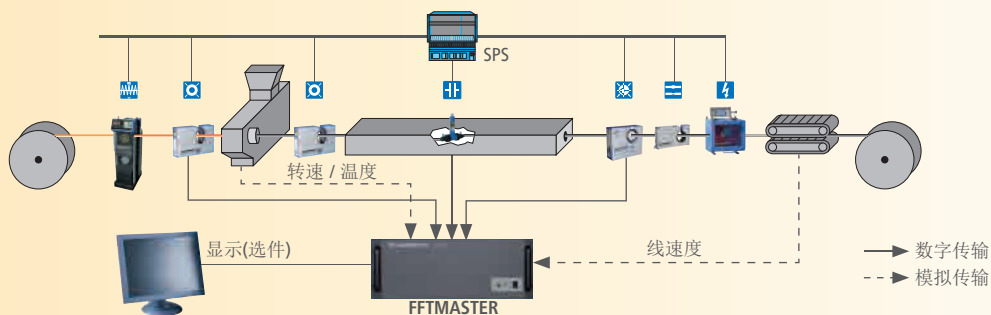 SPS
转速 / 温度
显示(选件)
线速度
数字传输
模拟传输
FFTMASTER